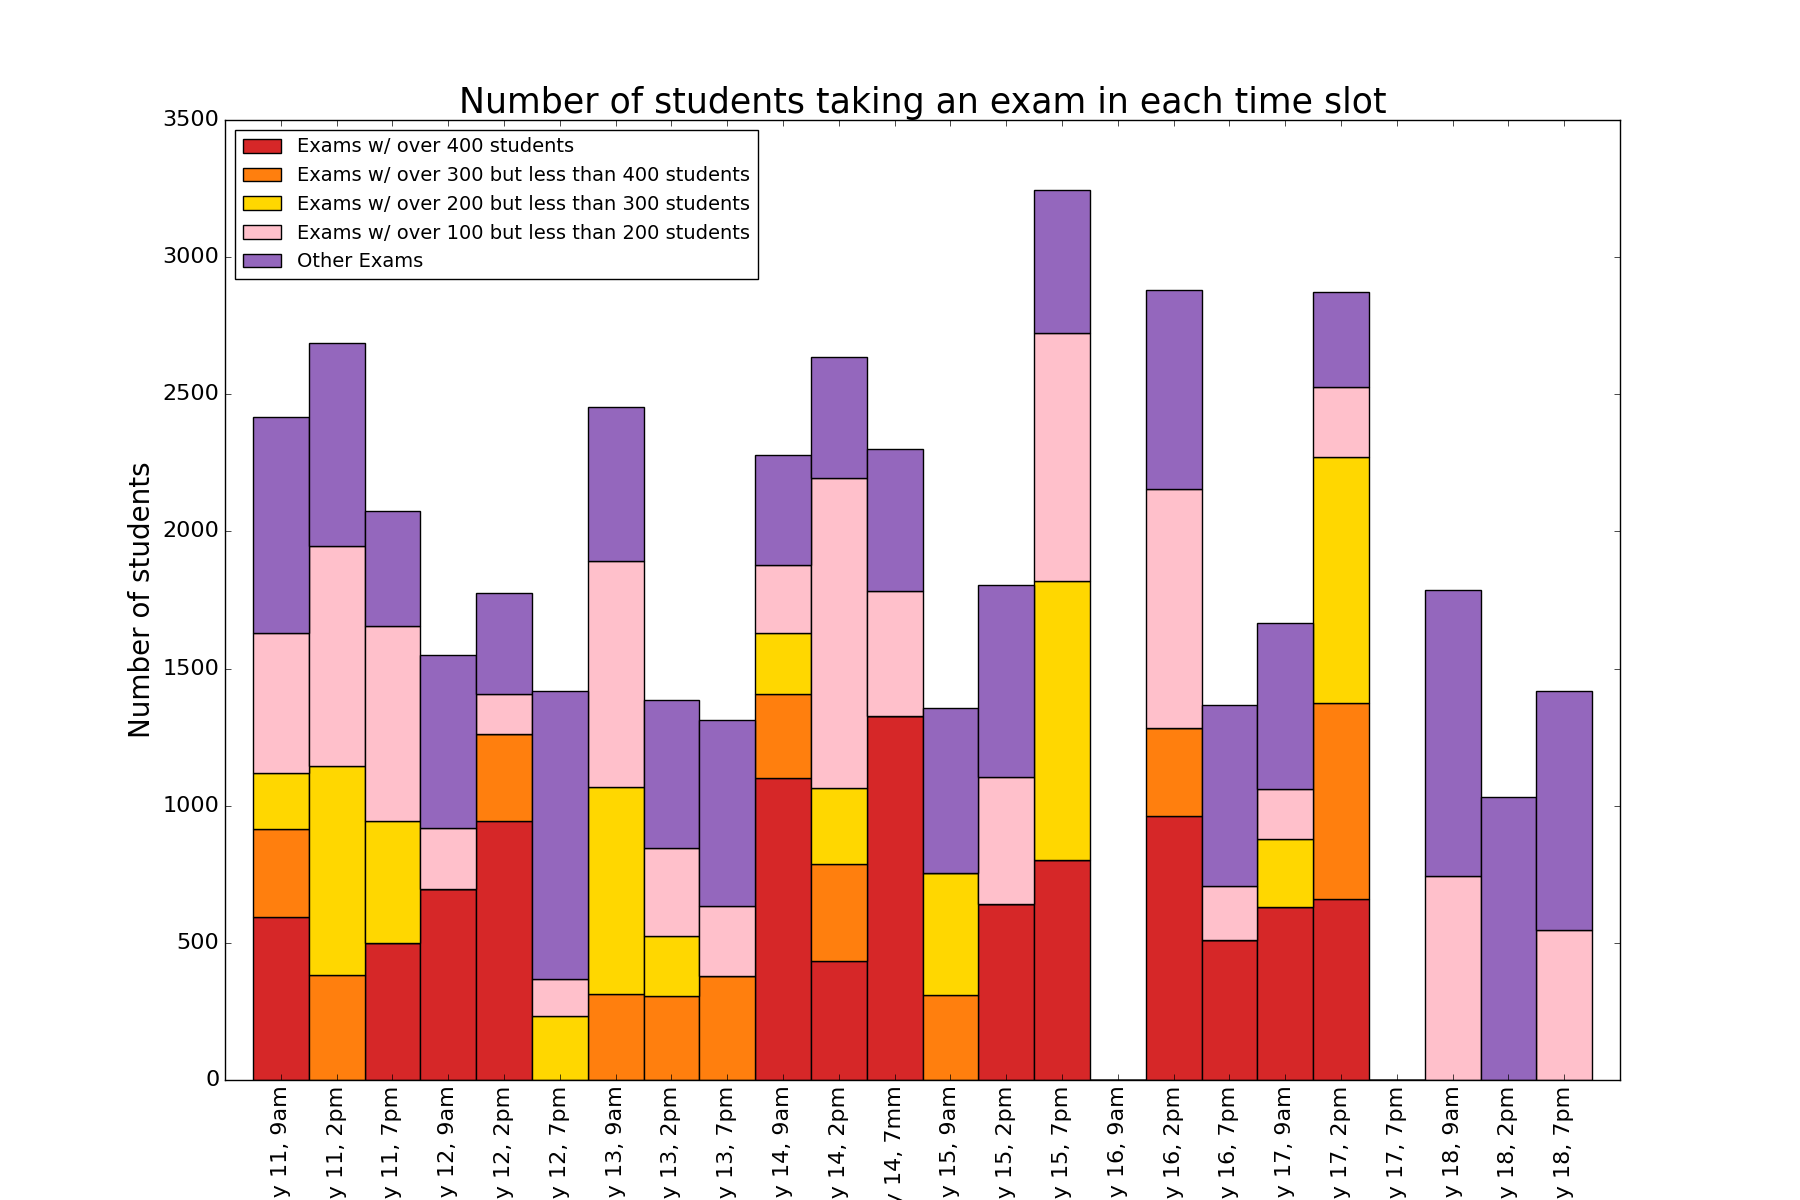 Number of students taking an exam in each time slot
Exams w/ over 400 students
Exams w/ over 300 but less than 400 students
Exams w/ over 200 but less than 300 students
Exams w/ over 100 but less than 200 students
Other Exams
3500
3000
2500
2000
1500
1000
500
0
Number of students
y 11, 9am
y 11, 2pm
y 11, 7pm
y 12, 9am
y 12, 2pm
y 12, 7pm
y 13, 9am
y 13, 2pm
y 13, 7pm
y 14, 9am
y 14, 2pm
y 14, 7mm
y 15, 9am
y 15, 2pm
y 15, 7pm
y 16, 9am
y 16, 2pm
y 16, 7pm
y 17, 9am
y 17, 2pm
y 17, 7pm
y 18, 9am
y 18, 2pm
y 18, 7pm